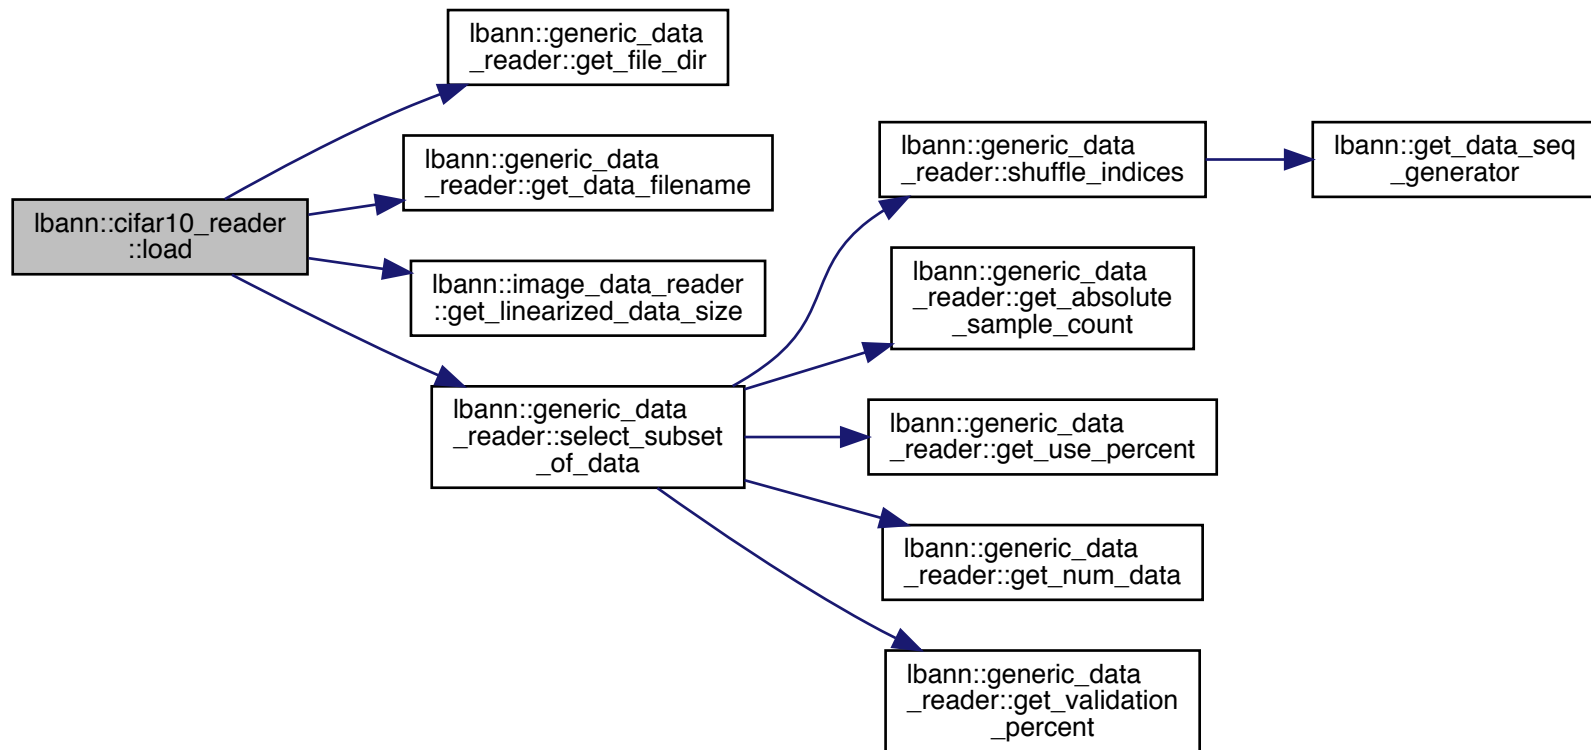 lbann::generic_data
_reader::get_file_dir
lbann::generic_data
_reader::get_data_filename
lbann::cifar10_reader
::load
lbann::image_data_reader
::get_linearized_data_size
lbann::generic_data
_reader::select_subset
_of_data
lbann::generic_data
_reader::shuffle_indices
lbann::get_data_seq
_generator
lbann::generic_data
_reader::get_absolute
_sample_count
lbann::generic_data
_reader::get_use_percent
lbann::generic_data
_reader::get_num_data
lbann::generic_data
_reader::get_validation
_percent